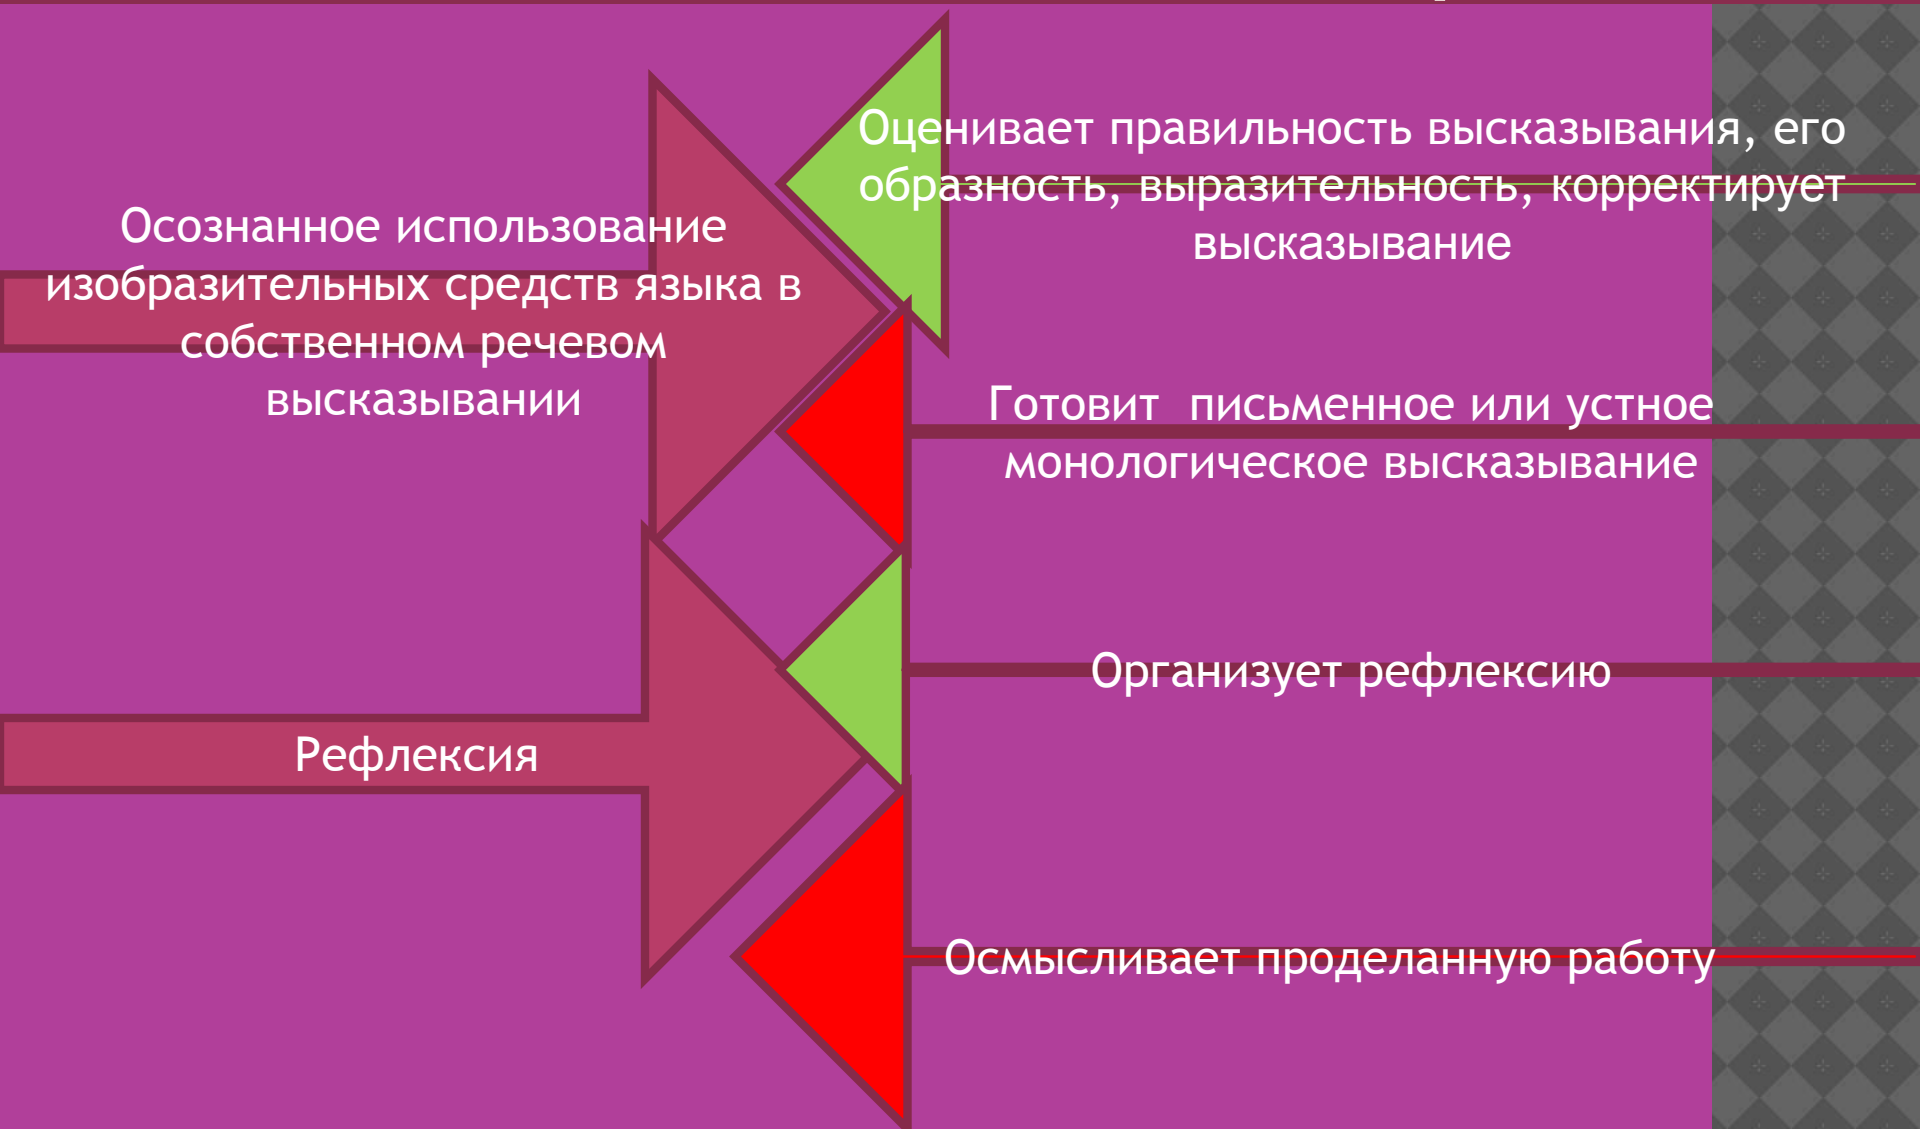 Осознанное использование
изобразительных средств языка в
собственном речевом
высказывании
Оценивает правильность высказывания, его
образность, выразительность, корректирует
высказывание
Готовит письменное или устное
монологическое высказывание
Рефлексия
Организует рефлексию
Осмысливает проделанную работу